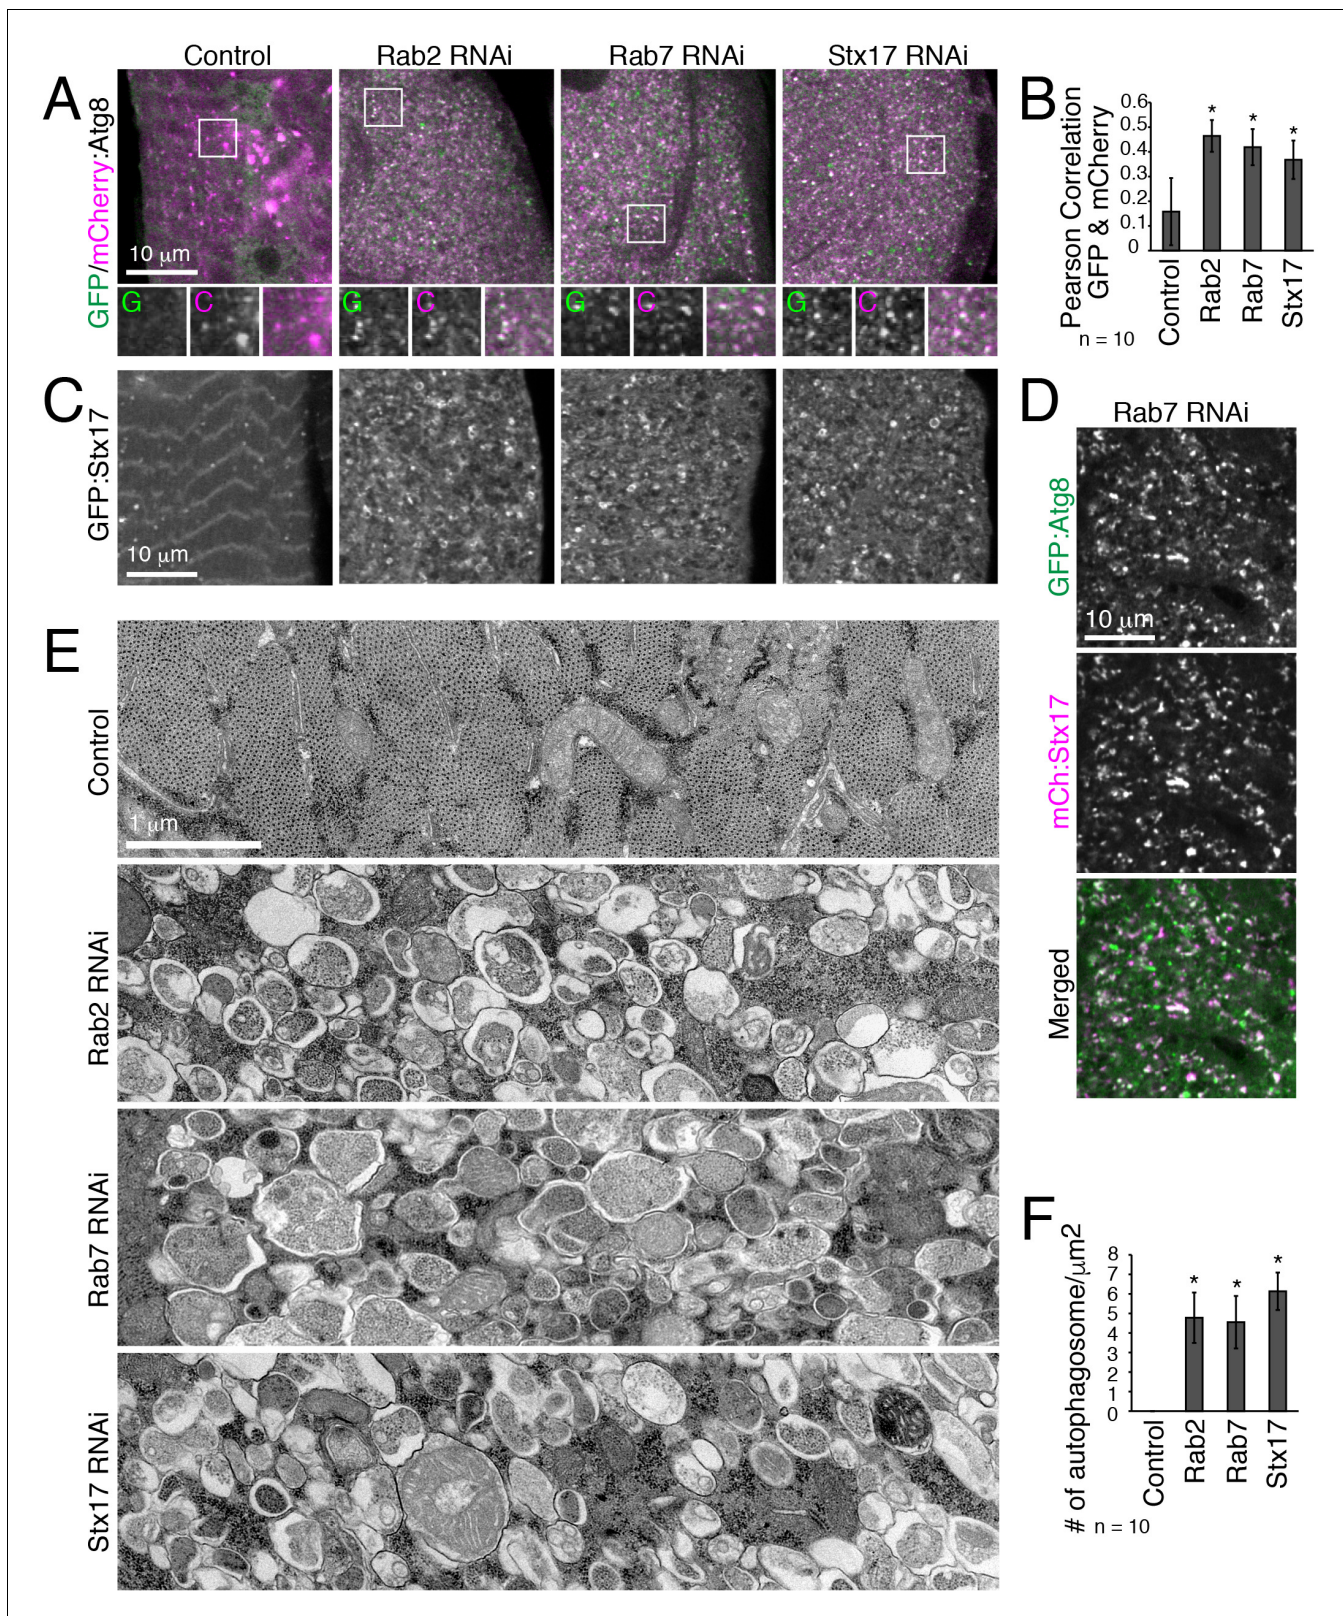 A
Control
Rab2 RNAi
Rab7 RNAi
Stx17 RNAi
GFP/mCherry:Atg8
10 μm
G
C
G
C
G
C
G
C
B
Pearson Correlation
GFP & mCherry
0.6
0.5
0.4
0.3
0.2
0.1
0
*
*
*
Control
Rab2
Rab7
Stx17
n = 10
C
GFP:Stx17
10 μm
D
Rab7 RNAi
GFP:Atg8
10 μm
mCh:Stx17
Merged
E
Control
1 μm
Rab2 RNAi
Rab7 RNAi
Stx17 RNAi
F
# of autophagosome/μm2
8
7
6
5
4
3
2
1
0
*
*
*
Control
Rab2
Rab7
Stx17
n = 10